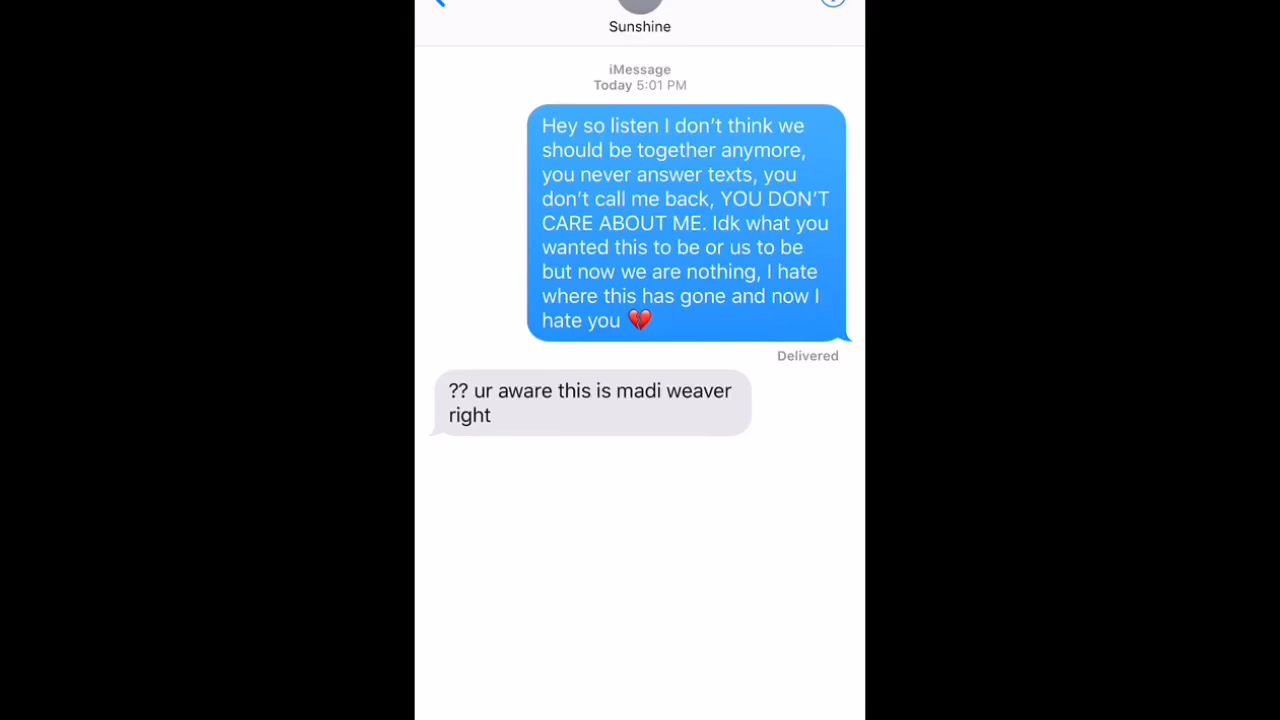 Sunshine
iMessage
Today 5:01 PM
Hey so listen I don’t think we
should be together anymore,
you never answer texts, you
don’t call me back, YOU DON’T
CARE ABOUT ME. Idk what you
wanted this to be or us to be
but now we are nothing, I hate
where this has gone and now I
hate you 💔
Delivered
?? ur aware this is madi weaver
right